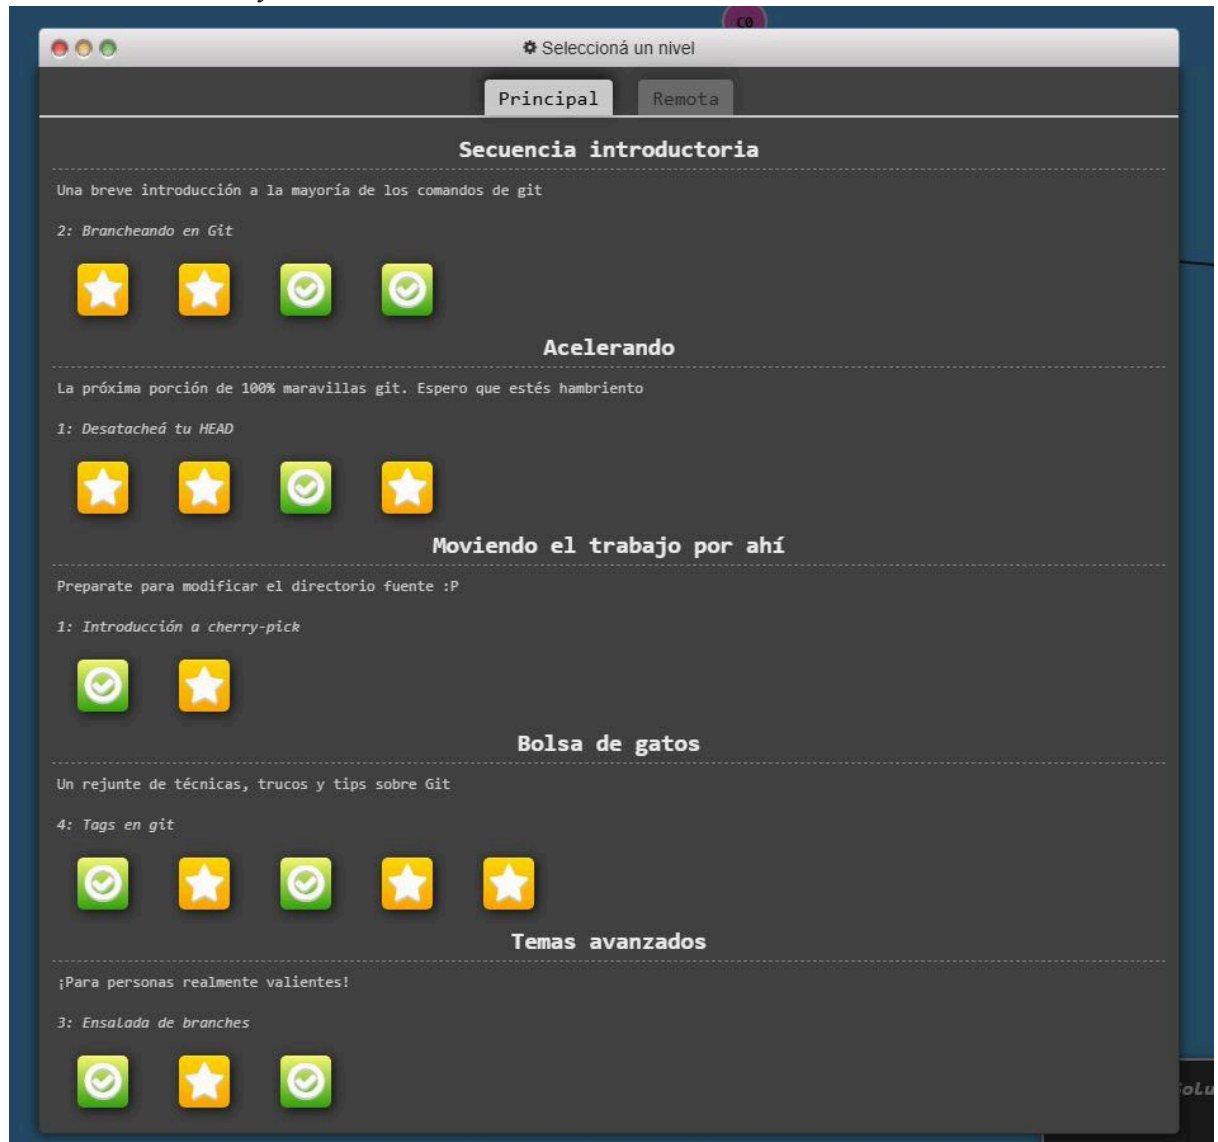 C0
Seleccioná un nivel
Principal Remota
Secuencia introductoria
Una breve introducción a la mayoría de los comandos de git
2: Brancheando en Git
Acelerando
La próxima porción de 100% maravillas git. Espero que estés hambriento
1: Desatacheá tu HEAD
Moviendo el trabajo por ahí
Preparate para modificar el directorio fuente :P
1: Introducción a cherry-pick
Bolsa de gatos
Un rejunte de técnicas, trucos y tips sobre Git
4: Tags en git
Temas avanzados
¡Para personas realmente valientes!
3: Ensalada de branches